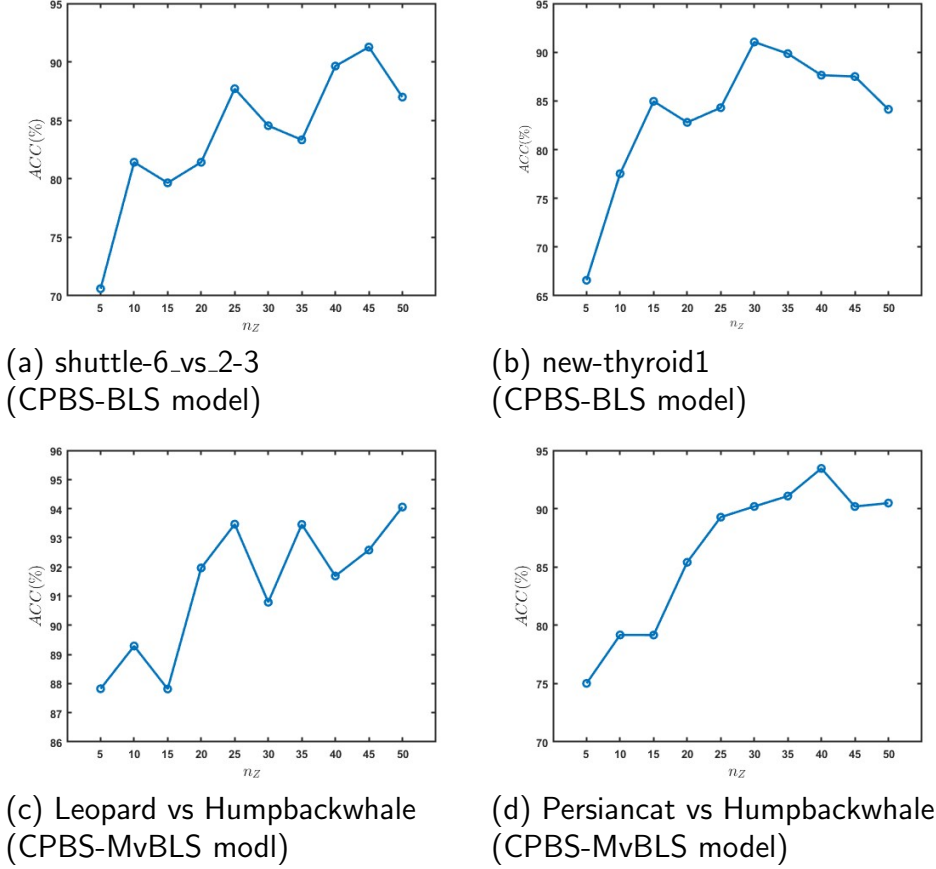 95
90
85
80
75
70
ACC(%)
5 10 15 20 25 30 35 40 45 50
n_Z
(a) shuttle-6_vs_2-3
(CPBS-BLS model)
95
90
85
80
75
70
65
ACC(%)
5 10 15 20 25 30 35 40 45 50
n_Z
(b) new-thyroid1
(CPBS-BLS model)
96
95
94
93
92
91
90
89
88
87
86
ACC(%)
5 10 15 20 25 30 35 40 45 50
n_Z
(c) Leopard vs Humpbackwhale
(CPBS-MvBLS modl)
95
90
85
80
75
70
ACC(%)
5 10 15 20 25 30 35 40 45 50
n_Z
(d) Persiancat vs Humpbackwhale
(CPBS-MvBLS model)